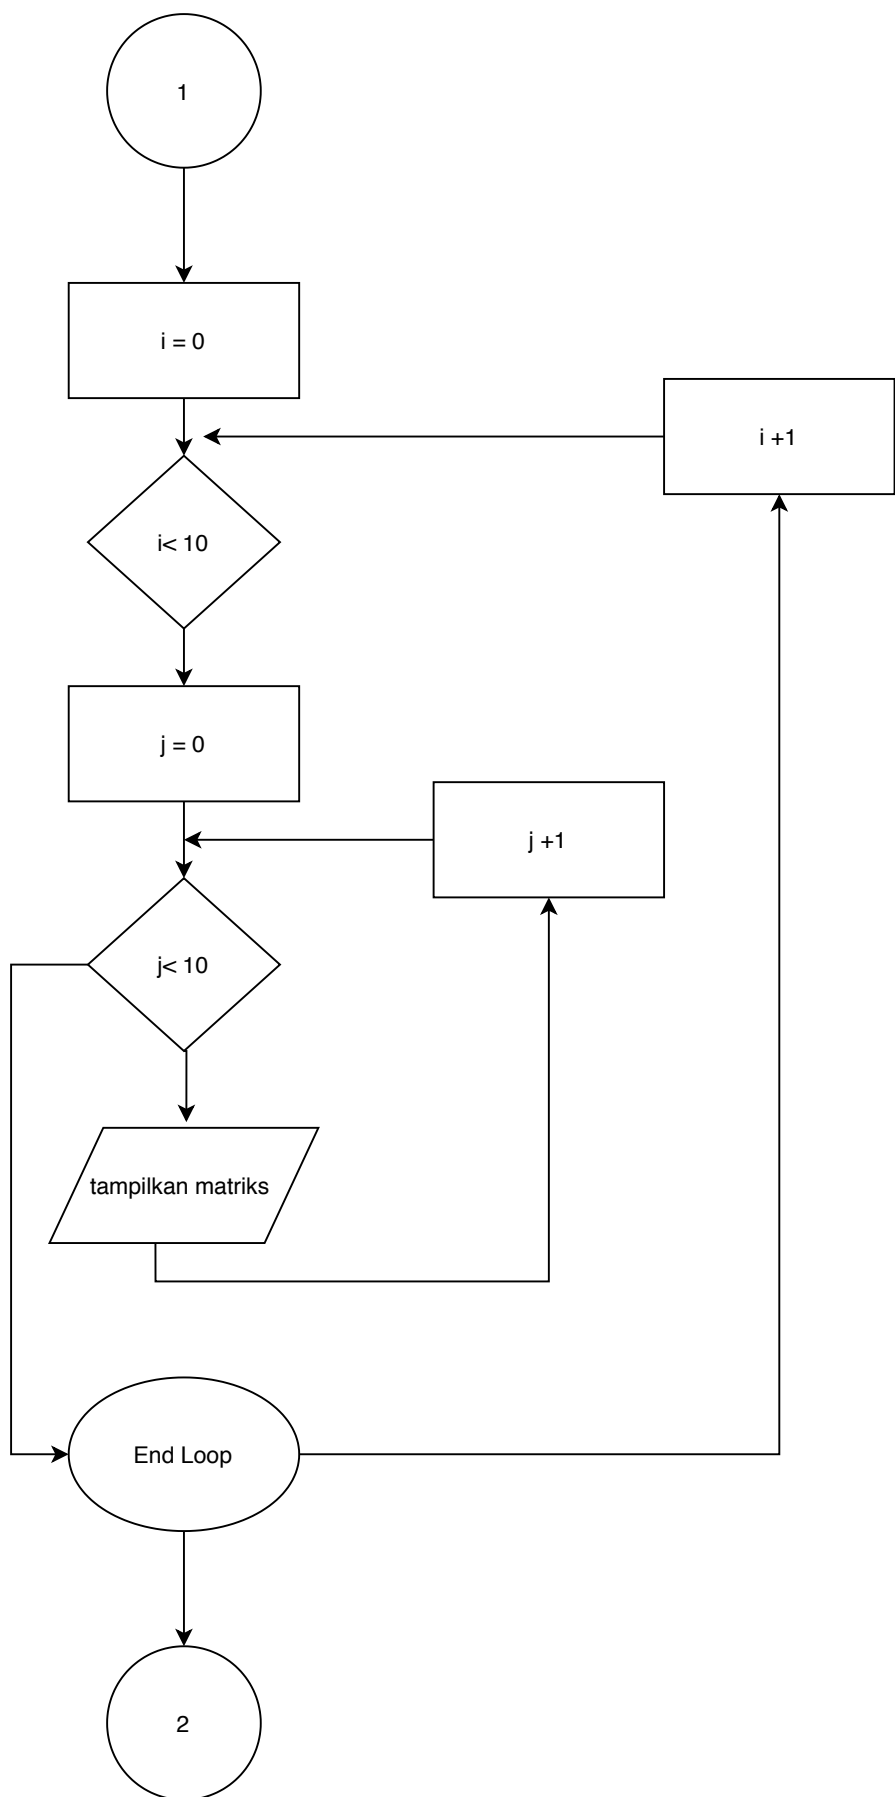 1
i = 0
i +1
i< 10
j = 0
j +1
j< 10
tampilkan matriks
End Loop
2